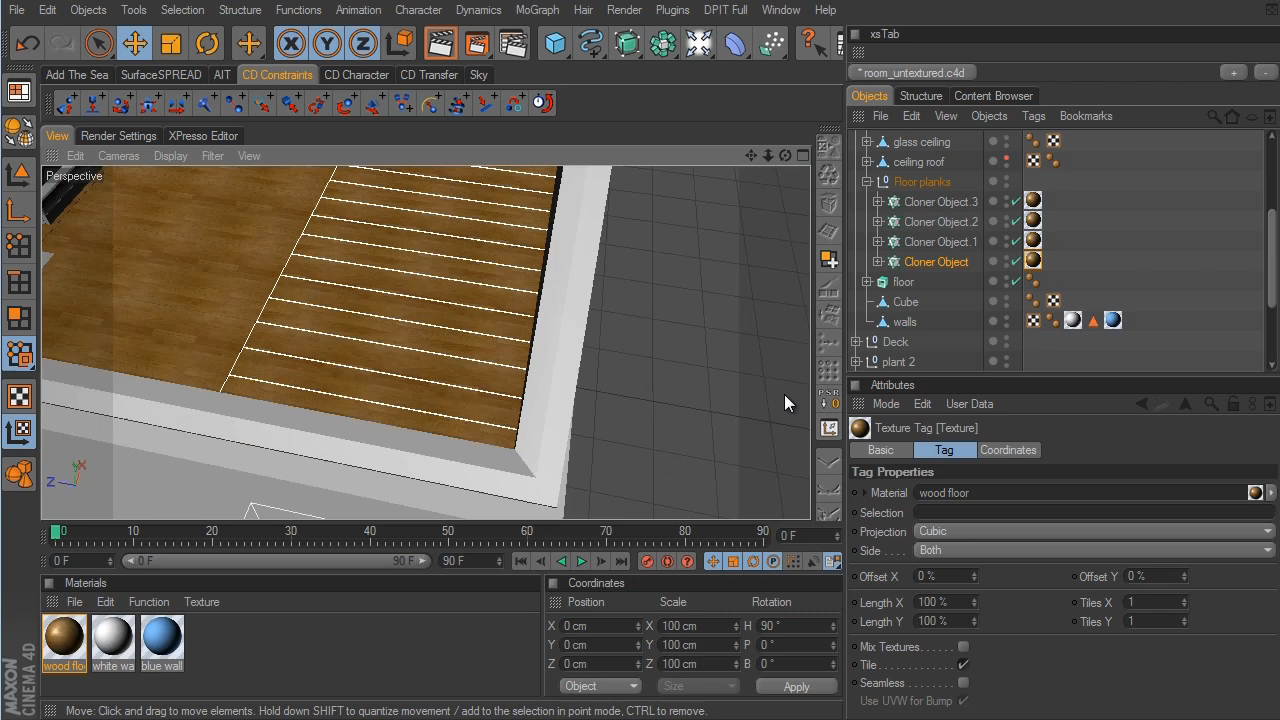 File Edit Objects Tools Selection Structure Functions Animation Character Dynamics MoGraph Hair Render Plugins DPIT Full Window Help
xsTab
* room_untextured.c4d + -
Add The Sea SurfaceSPREAD AIT CD Constraints CD Character CD Transfer Sky
Objects Structure Content Browser
File Edit View Objects Tags Bookmarks
View Render Settings XPresso Editor
Edit Cameras Display Filter View
Perspective
glass ceiling
ceiling roof
Floor planks
Cloner Object.3
Cloner Object.2
Cloner Object.1
Cloner Object
floor
Cube
walls
Deck
plant 2
Attributes
Mode Edit User Data
Texture Tag [Texture]
Basic Tag Coordinates
Tag Properties
Material wood floor
Selection
Projection Cubic
Side . . . . Both
Offset X 0 % Offset Y 0 %
Length X 100 % Tiles X 1
Length Y 100 % Tiles Y 1
Mix Textures . . . . .
Tile . . . . . . . . . . .
Seamless . . . . . . .
Use UVW for Bump
P S R
0
0 10 20 30 40 50 60 70 80 90 0 F
0 F 0 F 90 F 90 F
Materials
File Edit Function Texture
wood floo white wa blue wall
Coordinates
Position Scale Rotation
X 0 cm X 100 cm H 90 °
Y 0 cm Y 100 cm P 0 °
Z 0 cm Z 100 cm B 0 °
Object Size Apply
MAXON
CINEMA 4D
Move: Click and drag to move elements. Hold down SHIFT to quantize movement / add to the selection in point mode, CTRL to remove.
X Y Z
Z X